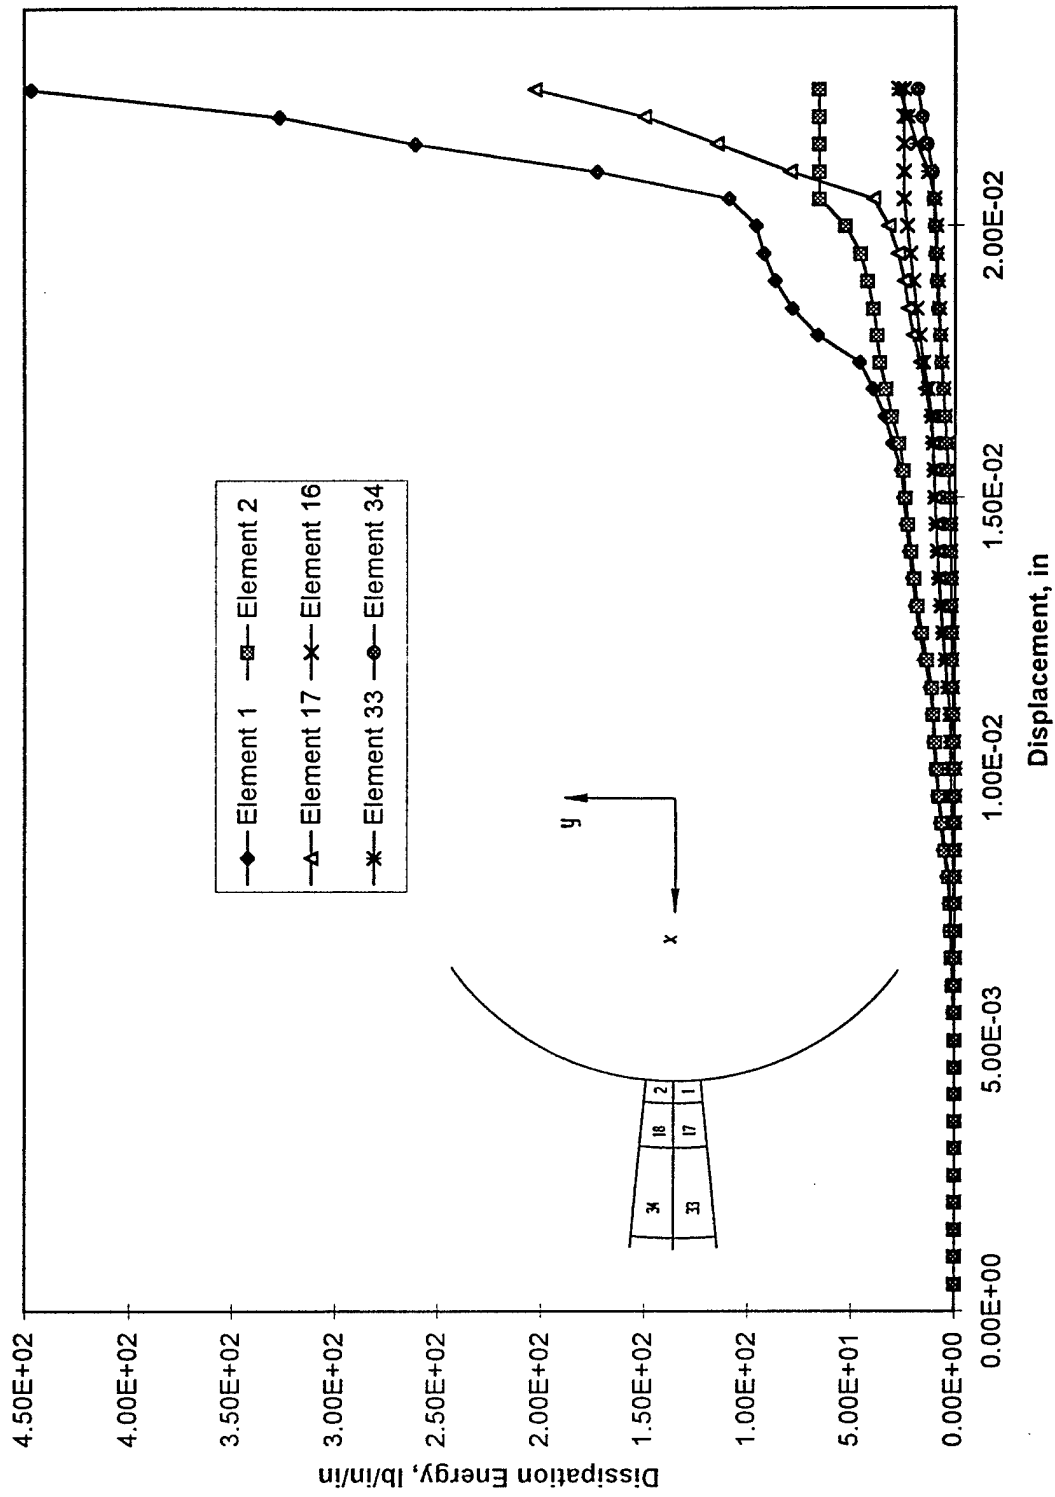 Dissipation Energy, lb/in/in
4.50E+02
4.00E+02
3.50E+02
3.00E+02
2.50E+02
2.00E+02
1.50E+02
1.00E+02
5.00E+01
0.00E+00
Element 1 Element 2
Element 17 Element 16
Element 33 Element 34
y
x
34 18 2
33 17 1
0.00E+00 5.00E-03 1.00E-02 1.50E-02 2.00E-02
Displacement, in